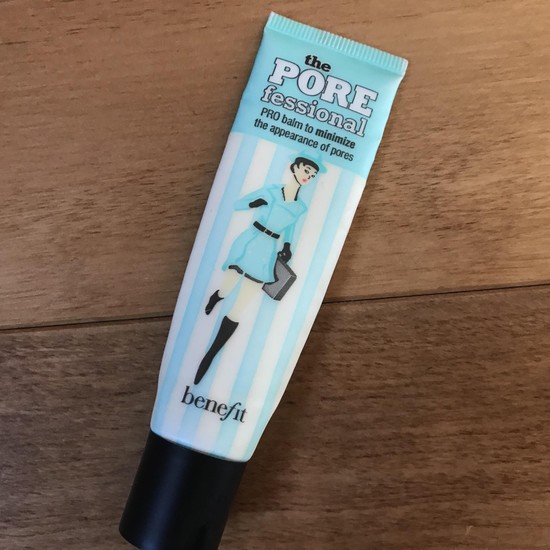 the
PORE
fessional
PRO balm to minimize
the appearance of pores
benefit